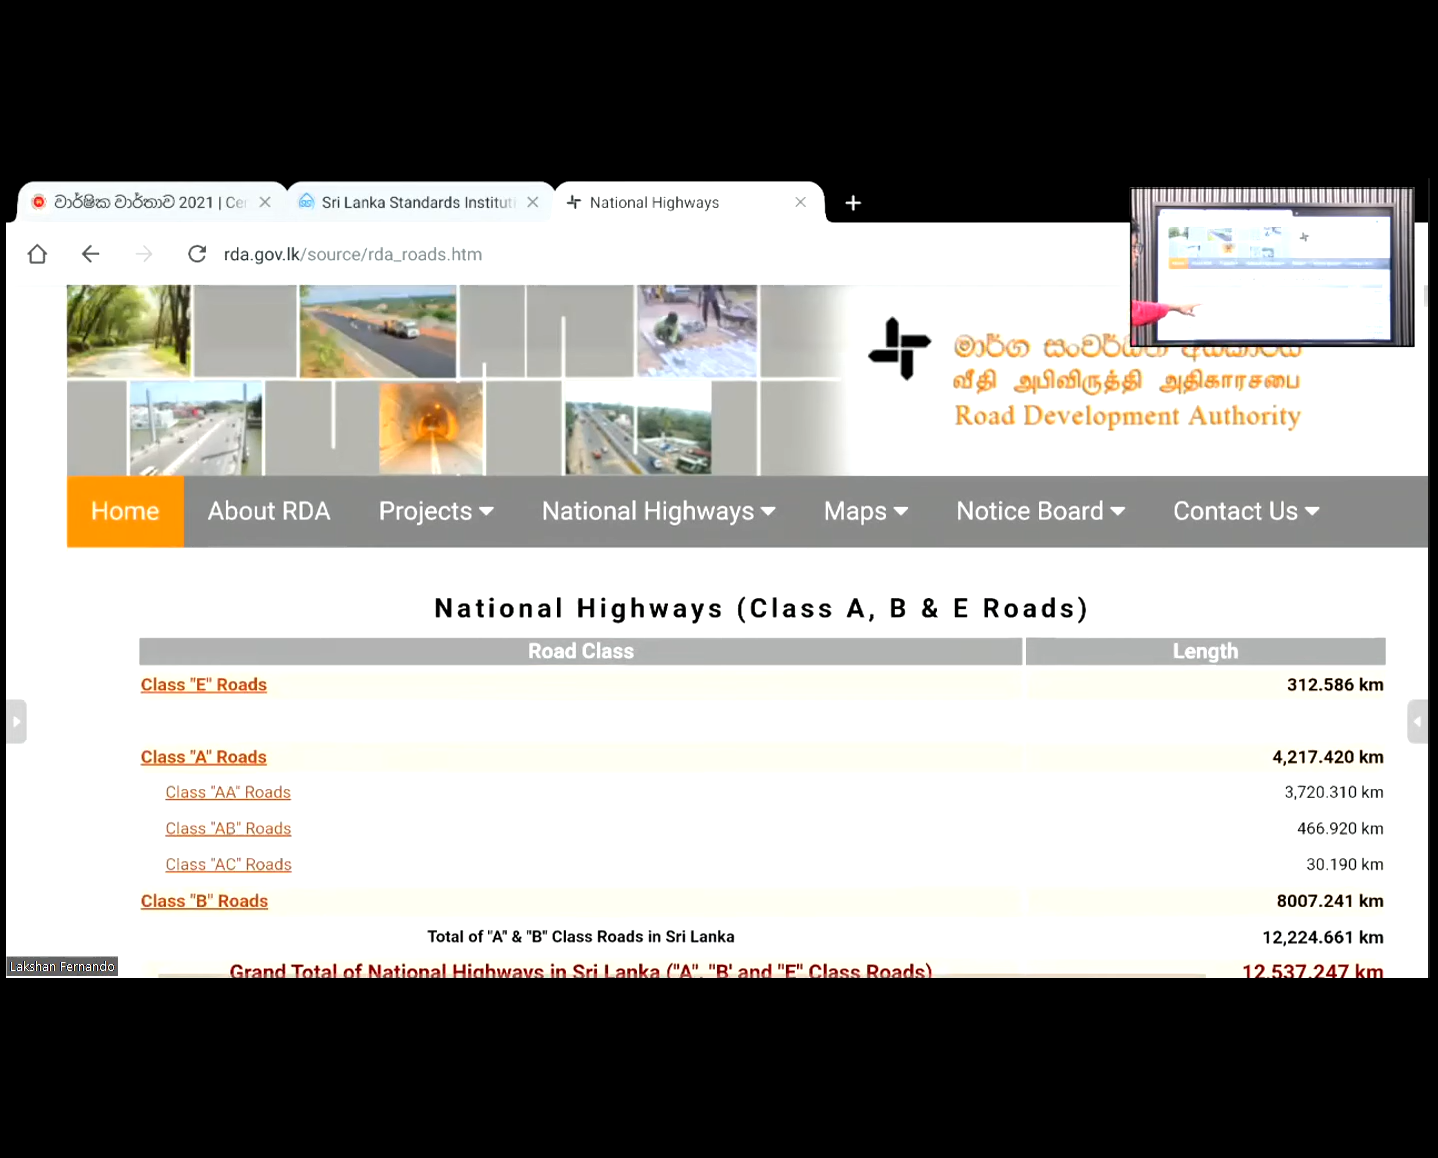 වාර්ෂික වාර්තාව 2021 | Ce
Sri Lanka Standards Instituti
National Highways
rda.gov.lk/source/rda_roads.htm
මාර්ග සංවර්ධන අධිකාරිය
வீதி அபிவிருத்தி அதிகாரசபை
Road Development Authority
Home About RDA Projects National Highways Maps Notice Board Contact Us
National Highways (Class A, B & E Roads)
Road Class Length
Class "E" Roads 312.586 km
Class "A" Roads 4,217.420 km
Class "AA" Roads 3,720.310 km
Class "AB" Roads 466.920 km
Class "AC" Roads 30.190 km
Class "B" Roads 8007.241 km
Total of "A" & "B" Class Roads in Sri Lanka 12,224.661 km
Grand Total of National Highways in Sri Lanka ("A", "B' and "E" Class Roads) 12,537.247 km
Lakshan Fernando